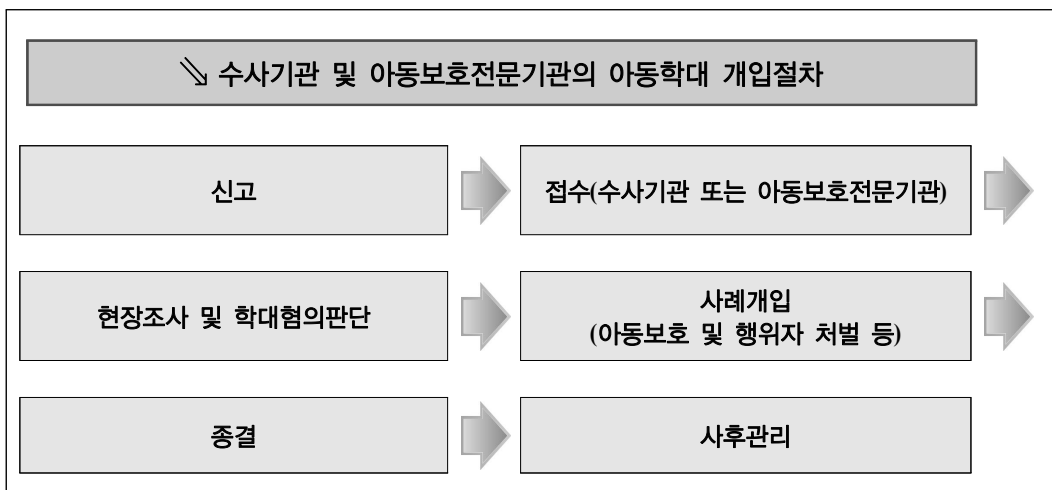 ⇘ 수사기관 및 아동보호전문기관의 아동학대 개입절차
신고
접수(수사기관 또는 아동보호전문기관)
현장조사 및 학대혐의판단
사례개입
(아동보호 및 행위자 처벌 등)
종결
사후관리